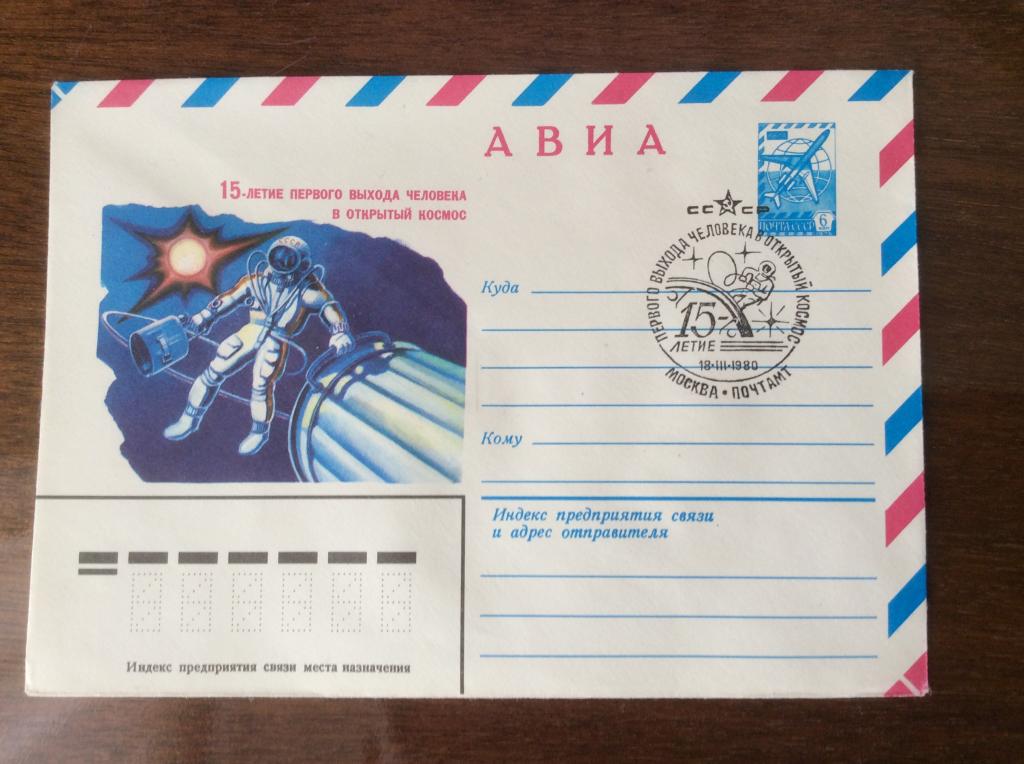 АВИА
15-ЛЕТИЕ ПЕРВОГО ВЫХОДА ЧЕЛОВЕКА
В ОТКРЫТЫЙ КОСМОС
СССР
ПОЧТА СССР
6
СССР
ПЕРВОГО ВЫХОДА ЧЕЛОВЕКА В ОТКРЫТЫЙ КОСМОС
15-
ЛЕТИЕ
18·III·1980
МОСКВА • ПОЧТАМТ
Куда
Кому
Индекс предприятия связи
и адрес отправителя
Индекс предприятия связи места назначения